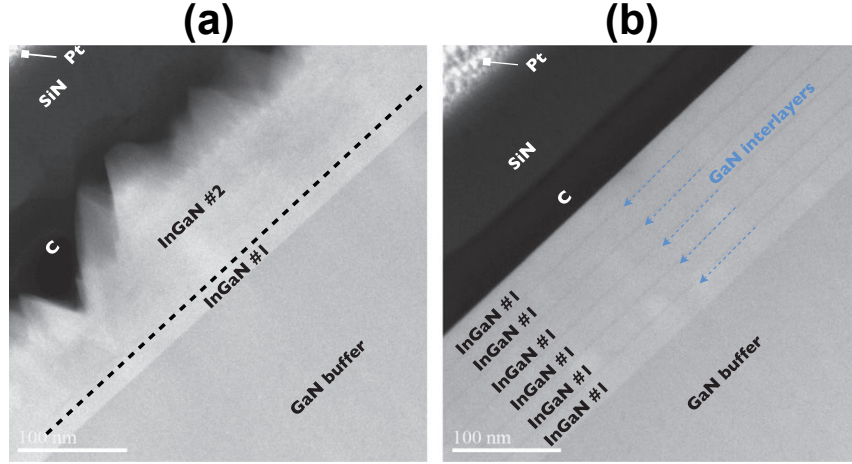 (a)
(b)
Pt
SiN
C
InGaN #2
InGaN #1
GaN buffer
100 nm
Pt
SiN
C
GaN interlayers
InGaN #1
InGaN #1
InGaN #1
InGaN #1
InGaN #1
InGaN #1
GaN buffer
100 nm